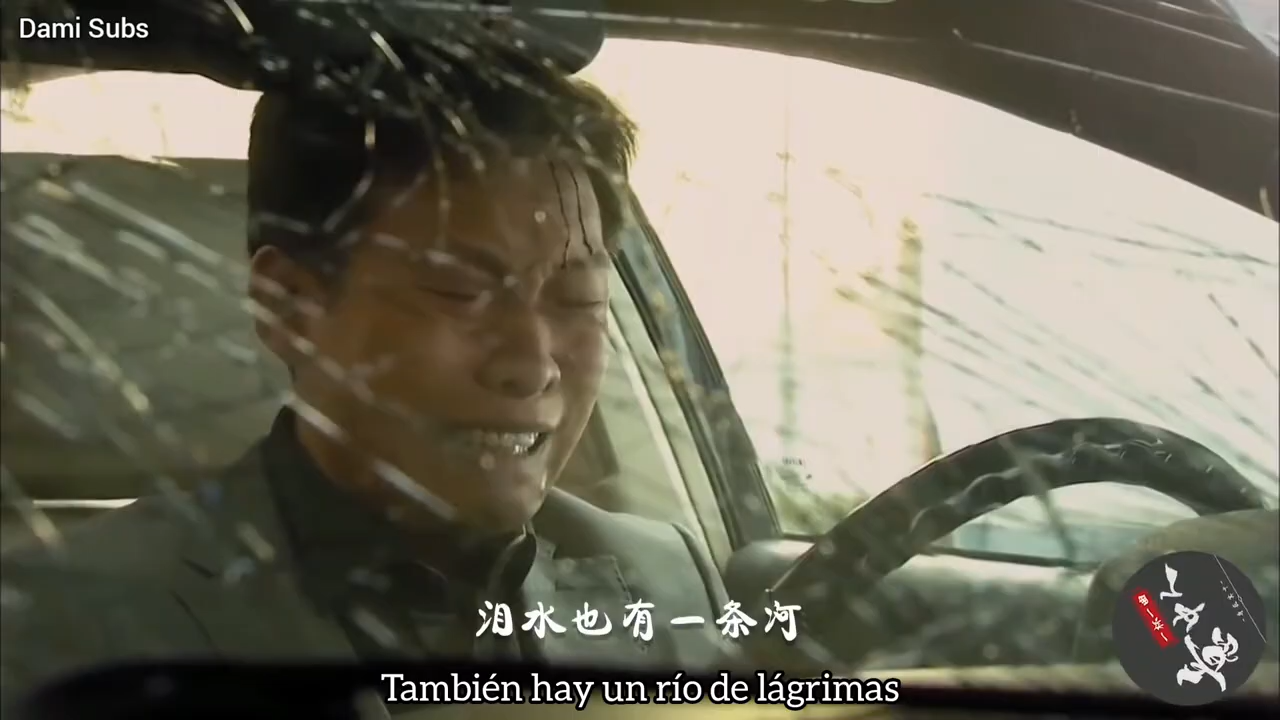 Dami Subs
泪水也有一条河
También hay un río de lágrimas